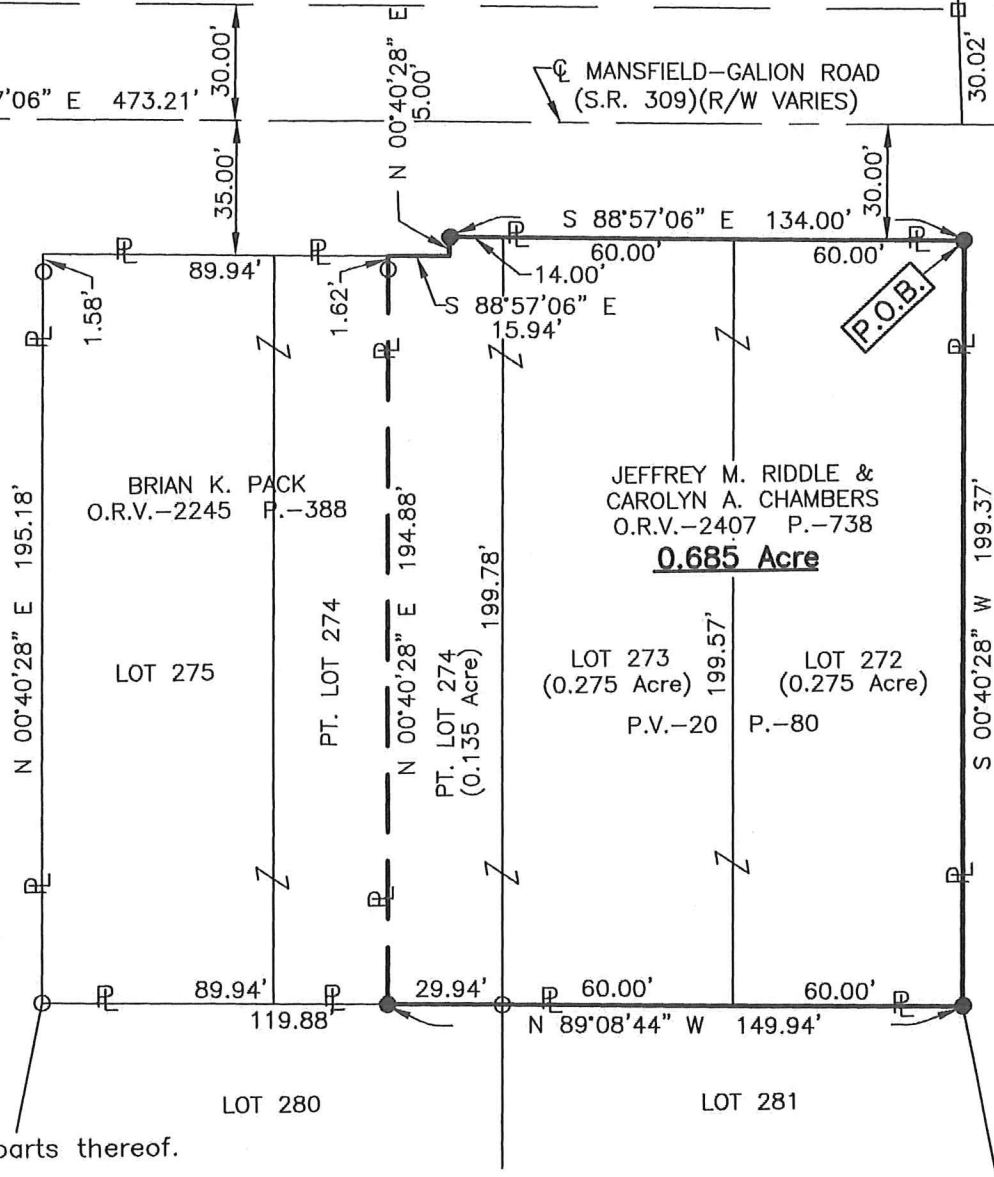 30.00'
N 00°40'28" E
5.00'
℄ MANSFIELD-GALION ROAD
(S.R. 309)(R/W VARIES)
30.02'
7'06" E 473.21'
35.00'
30.00'
S 88°57'06" E 134.00'
60.00'
60.00'
14.00'
89.94'
S 88°57'06" E
15.94'
1.58'
1.62'
P.O.B.
BRIAN K. PACK
O.R.V.-2245 P.-388
JEFFREY M. RIDDLE &
CAROLYN A. CHAMBERS
O.R.V.-2407 P.-738
0.685 Acre
N 00°40'28" E 195.18'
LOT 275
PT. LOT 274
N 00°40'28" E 194.88'
PT. LOT 274
(0.135 Acre)
199.78'
LOT 273
(0.275 Acre)
199.57'
LOT 272
(0.275 Acre)
P.V.-20 P.-80
S 00°40'28" W 199.37'
89.94'
119.88'
29.94'
60.00'
60.00'
N 89°08'44" W 149.94'
LOT 280
LOT 281
parts thereof.